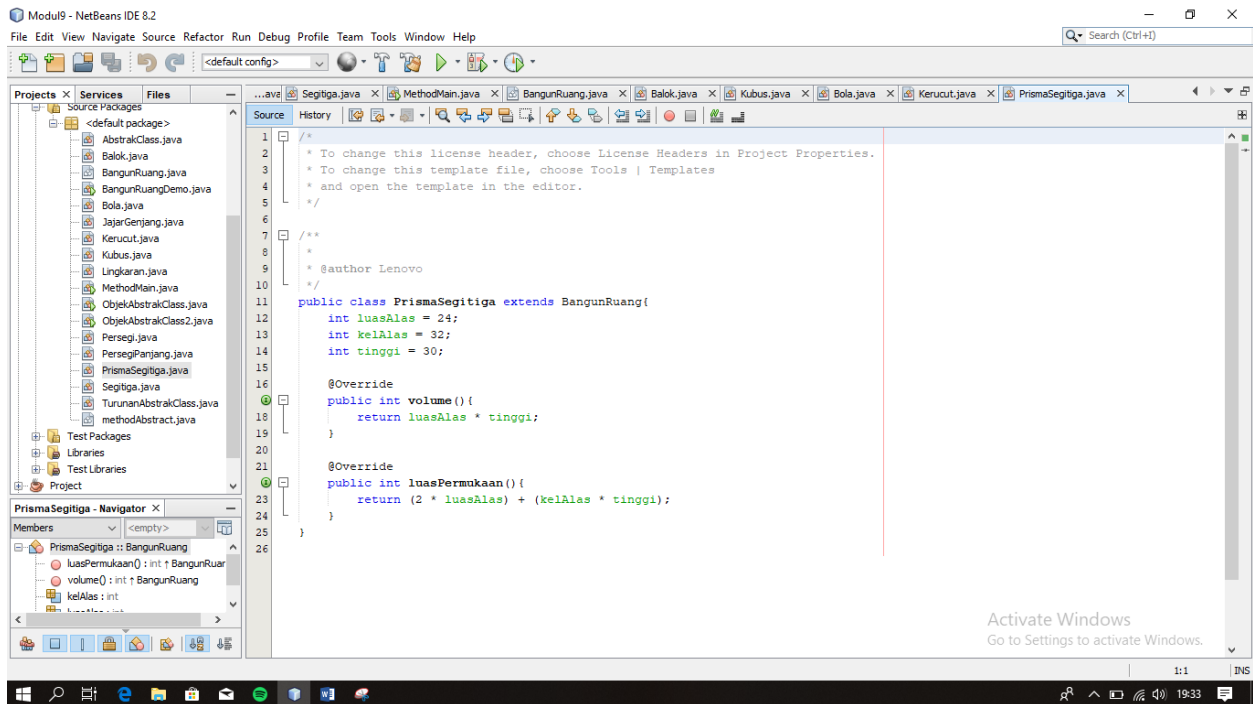 Modul9 - NetBeans IDE 8.2
File Edit View Navigate Source Refactor Run Debug Profile Team Tools Window Help
Search (Ctrl+I)
<default config>
Projects Services Files
...ava Segitiga.java MethodMain.java BangunRuang.java Balok.java Kubus.java Bola.java Kerucut.java PrismaSegitiga.java
Source History
Source Packages
<default package>
AbstrakClass.java
Balok.java
BangunRuang.java
BangunRuangDemo.java
Bola.java
JajarGenjang.java
Kerucut.java
Kubus.java
Lingkaran.java
MethodMain.java
ObjekAbstrakClass.java
ObjekAbstrakClass2.java
Persegi.java
PersegiPanjang.java
PrismaSegitiga.java
Segitiga.java
TurunanAbstrakClass.java
methodAbstract.java
Test Packages
Libraries
Test Libraries
Project
PrismaSegitiga - Navigator
Members <empty>
PrismaSegitiga :: BangunRuang
luasPermukaan() : int ↑ BangunRuar
volume() : int ↑ BangunRuang
kelAlas : int
luasAlas : int
1 /*
2 * To change this license header, choose License Headers in Project Properties.
3 * To change this template file, choose Tools | Templates
4 * and open the template in the editor.
5 */
6
7 /**
8 *
9 * @author Lenovo
10 */
11 public class PrismaSegitiga extends BangunRuang{
12 int luasAlas = 24;
13 int kelAlas = 32;
14 int tinggi = 30;
15
16 @Override
public int volume(){
18 return luasAlas * tinggi;
19 }
20
21 @Override
public int luasPermukaan(){
23 return (2 * luasAlas) + (kelAlas * tinggi);
24 }
25 }
26
Activate Windows
Go to Settings to activate Windows.
1:1 INS
19:33